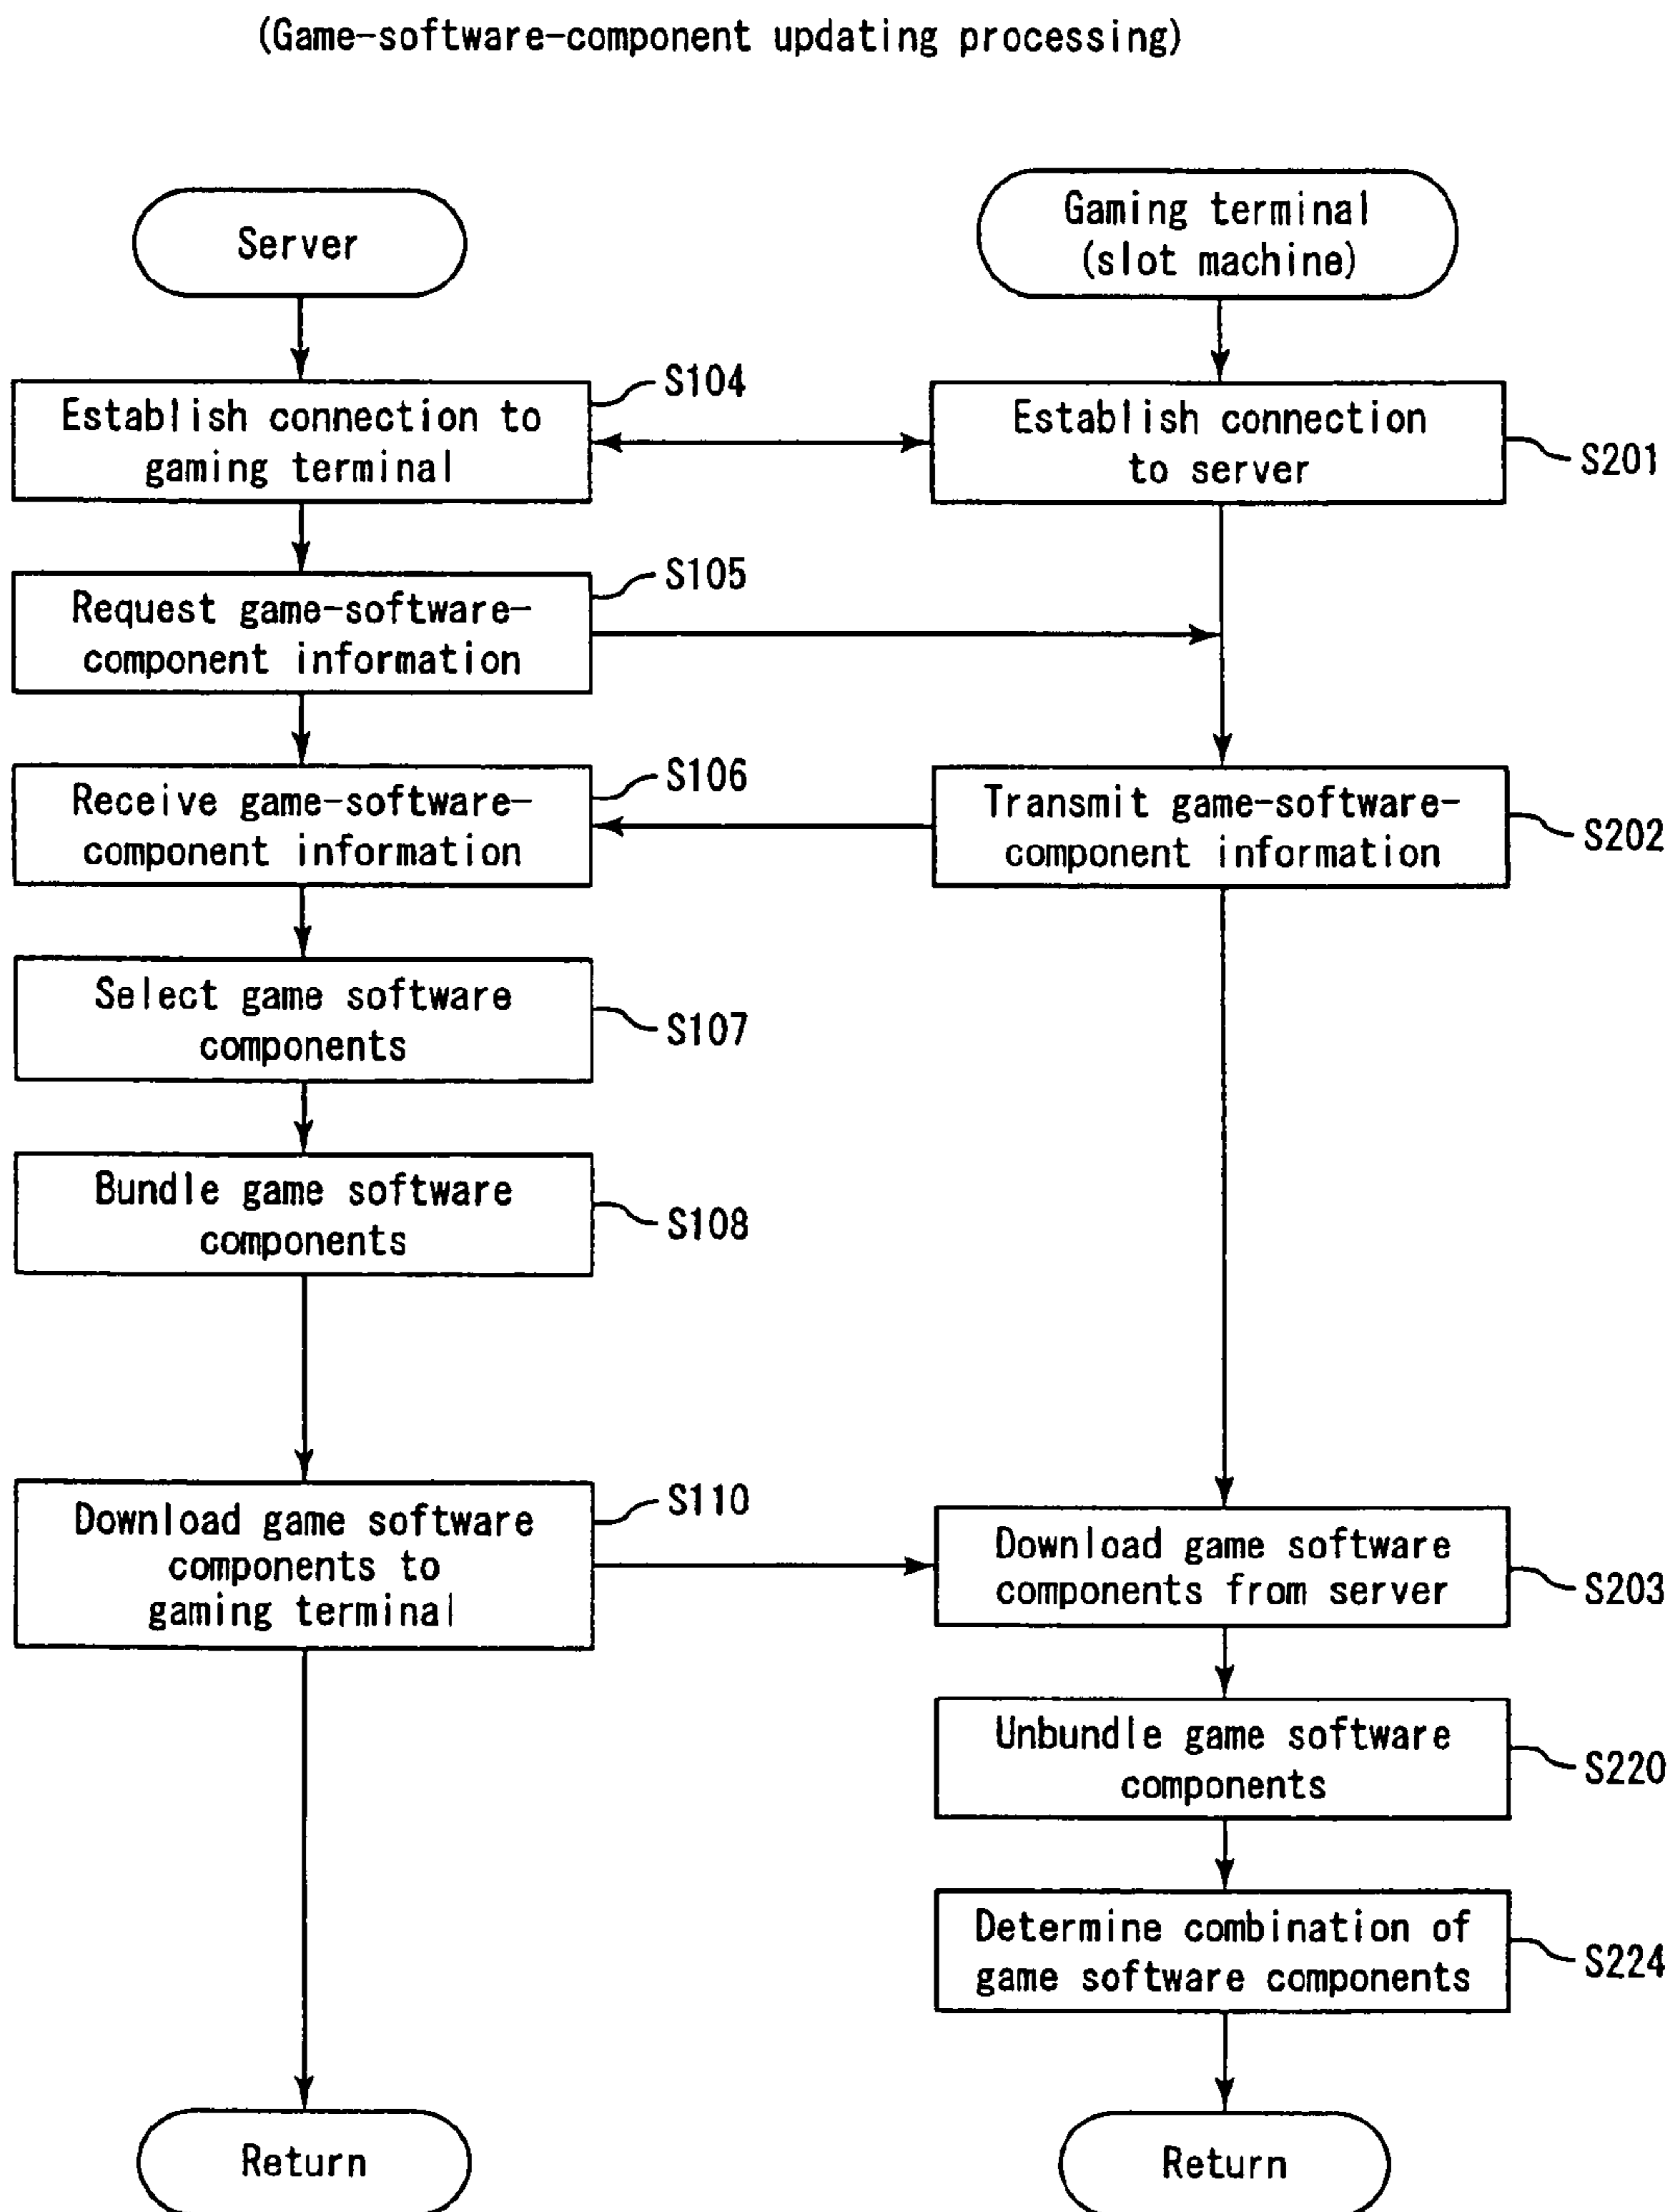 (Game-software-component updating processing)
Server
Gaming terminal
(slot machine)
Establish connection to
gaming terminal
S104
Establish connection
to server
S201
Request game-software-
component information
S105
Receive game-software-
component information
S106
Transmit game-software-
component information
S202
Select game software
components
S107
Bundle game software
components
S108
Download game software
components to
gaming terminal
S110
Download game software
components from server
S203
Unbundle game software
components
S220
Determine combination of
game software components
S224
Return
Return